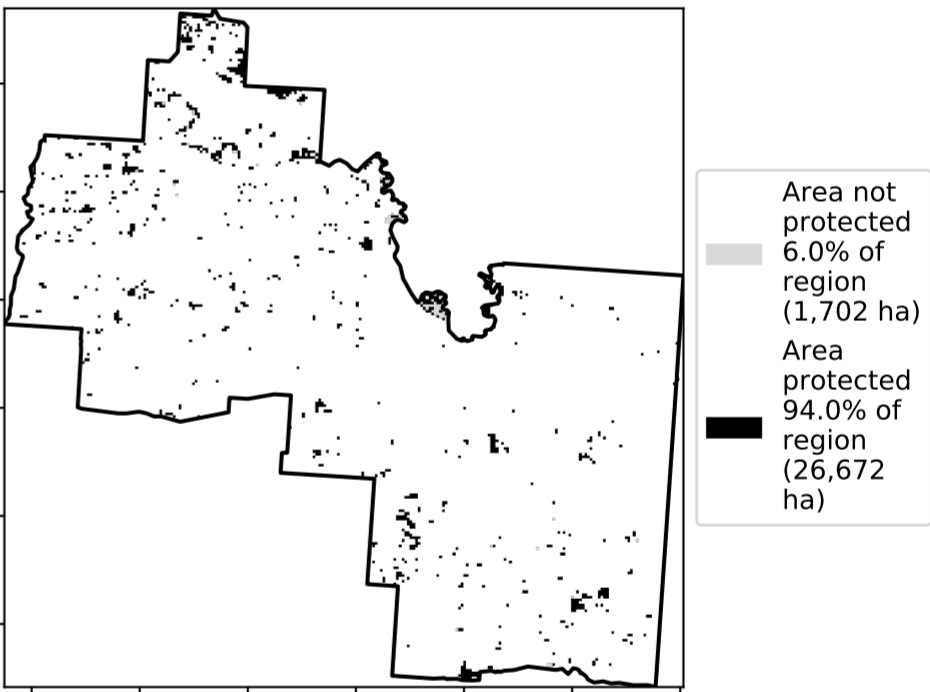 Area not
protected
6.0% of
region
(1,702 ha)
Area
protected
94.0% of
region
(26,672
ha)